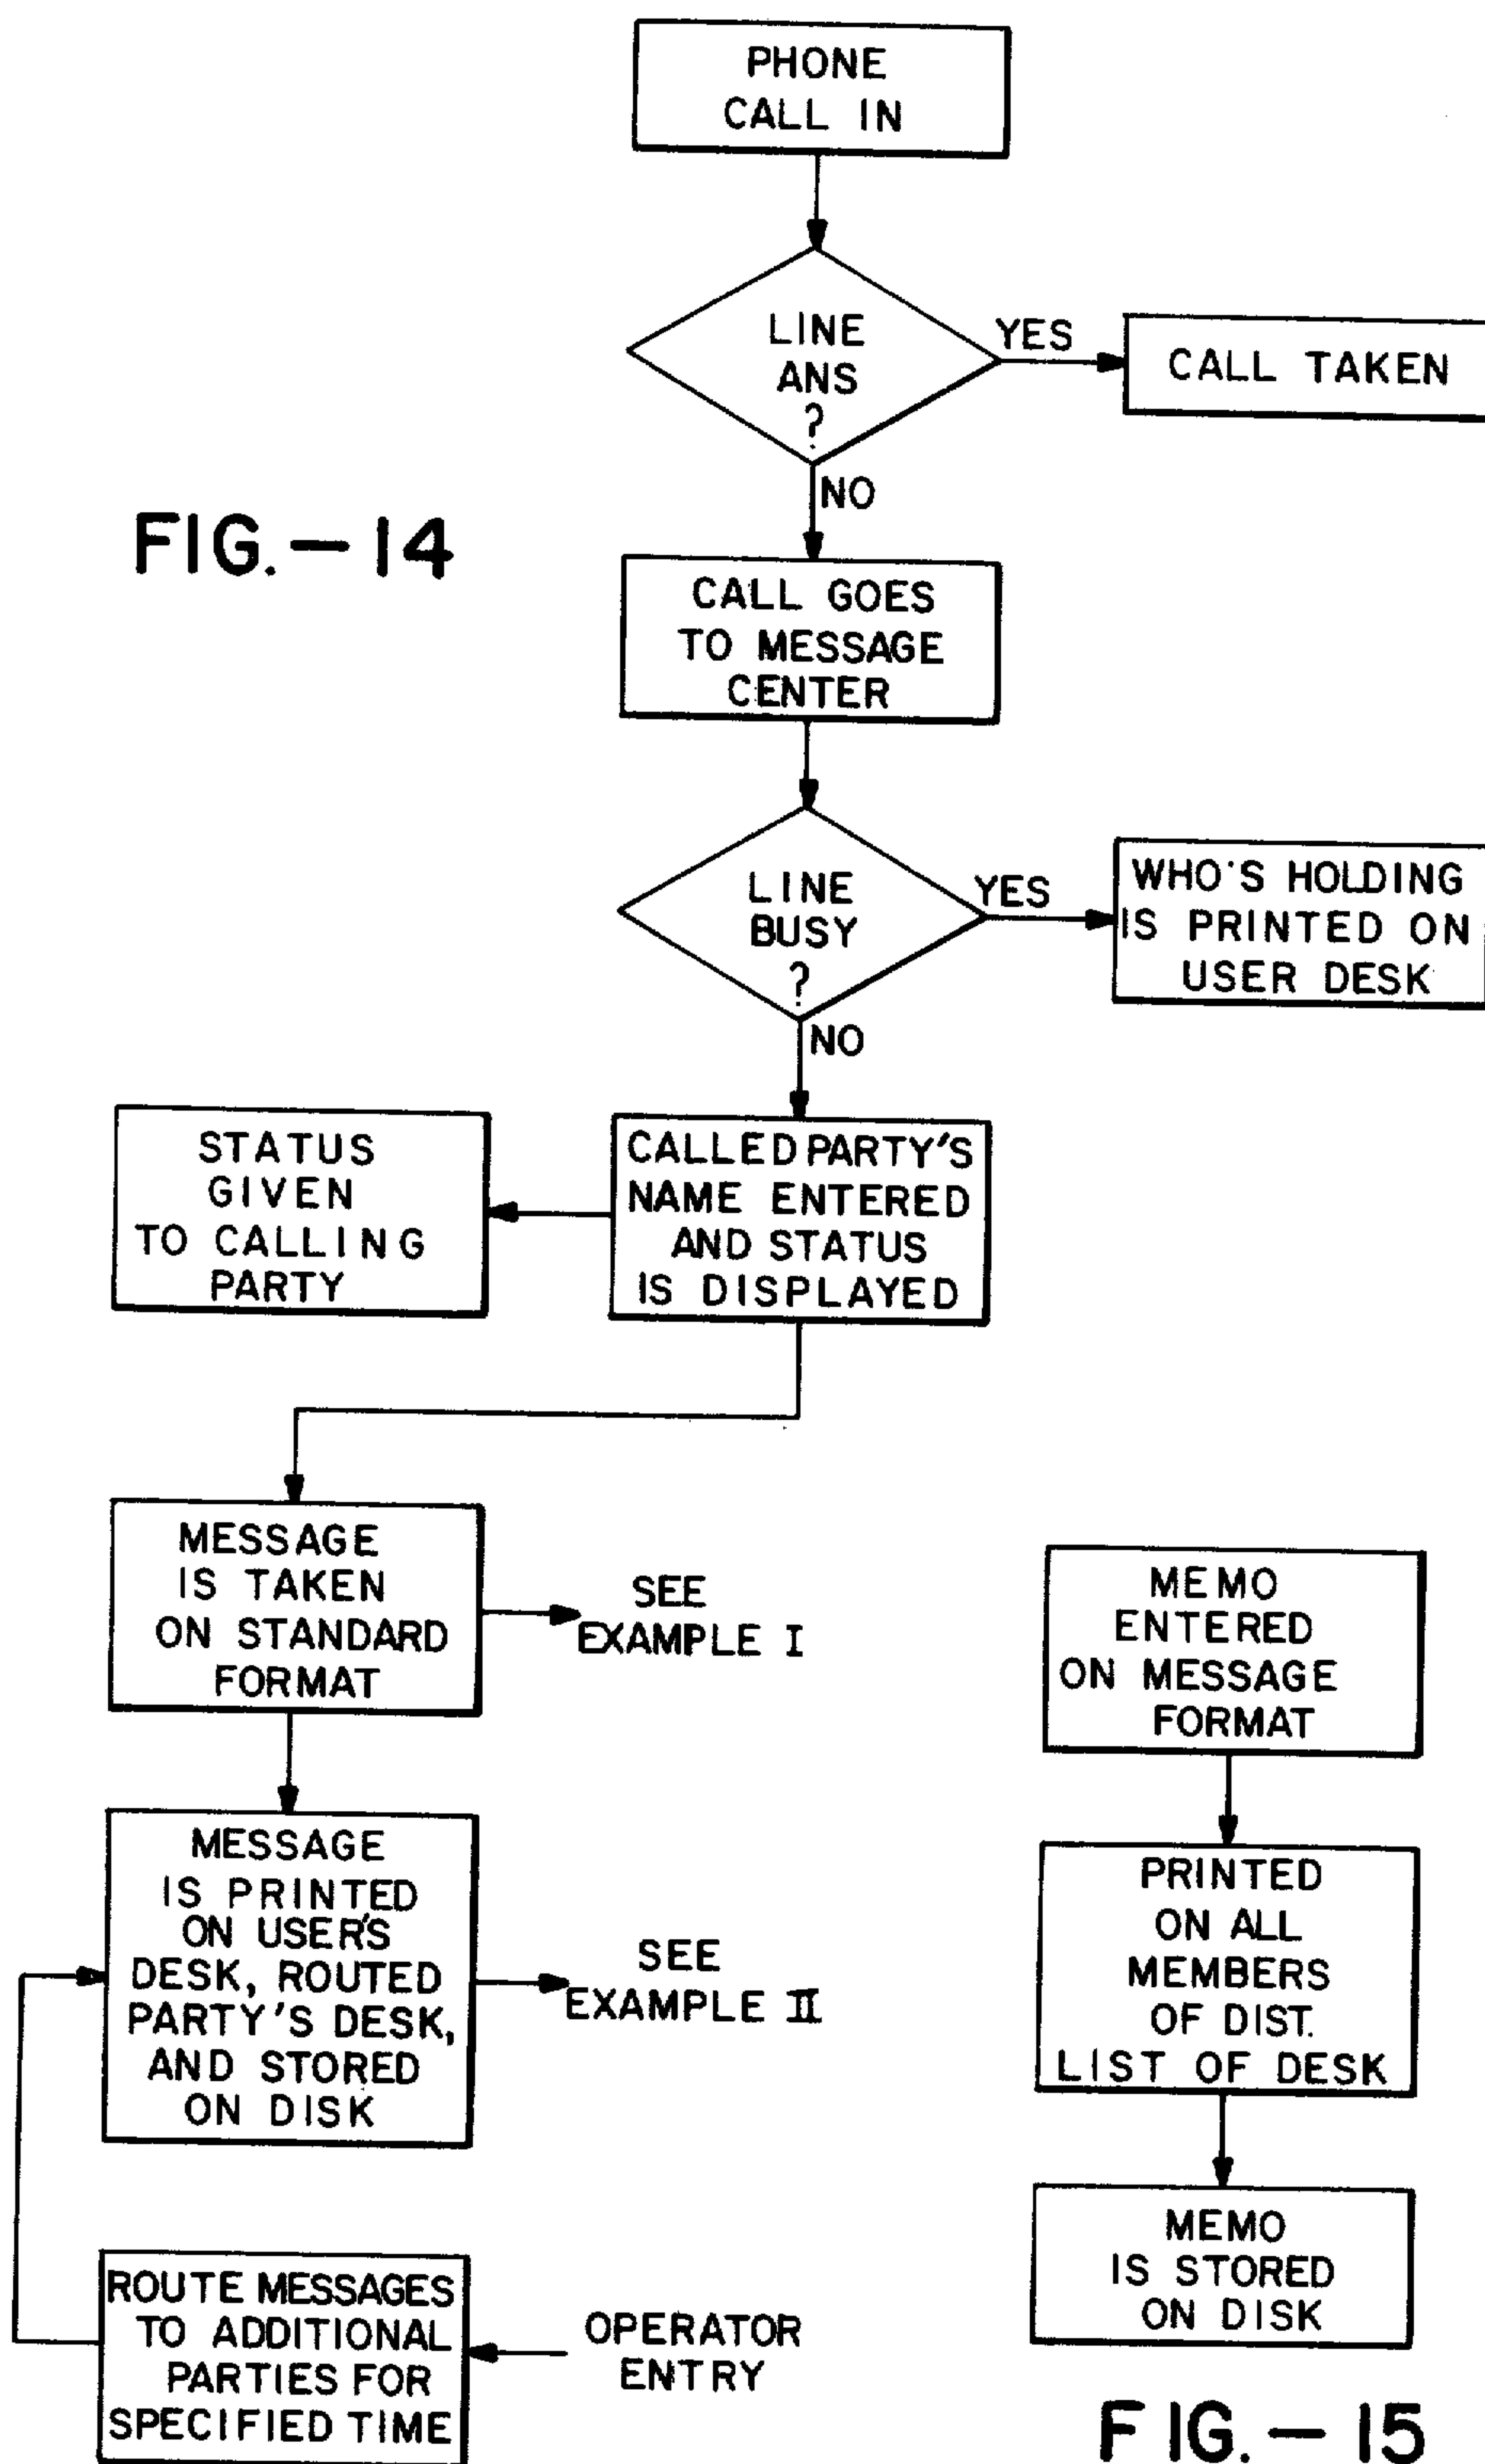 PHONE
CALL IN
LINE
ANS
?
YES
CALL TAKEN
NO
FIG.-14
CALL GOES
TO MESSAGE
CENTER
LINE
BUSY
?
YES
WHO'S HOLDING
IS PRINTED ON
USER DESK
NO
CALLED PARTY'S
NAME ENTERED
AND STATUS
IS DISPLAYED
STATUS
GIVEN
TO CALLING
PARTY
MESSAGE
IS TAKEN
ON STANDARD
FORMAT
SEE
EXAMPLE I
MESSAGE
IS PRINTED
ON USER'S
DESK, ROUTED
PARTY'S DESK,
AND STORED
ON DISK
SEE
EXAMPLE II
ROUTE MESSAGES
TO ADDITIONAL
PARTIES FOR
SPECIFIED TIME
OPERATOR
ENTRY
MEMO
ENTERED
ON MESSAGE
FORMAT
PRINTED
ON ALL
MEMBERS
OF DIST.
LIST OF DESK
MEMO
IS STORED
ON DISK
FIG.-15